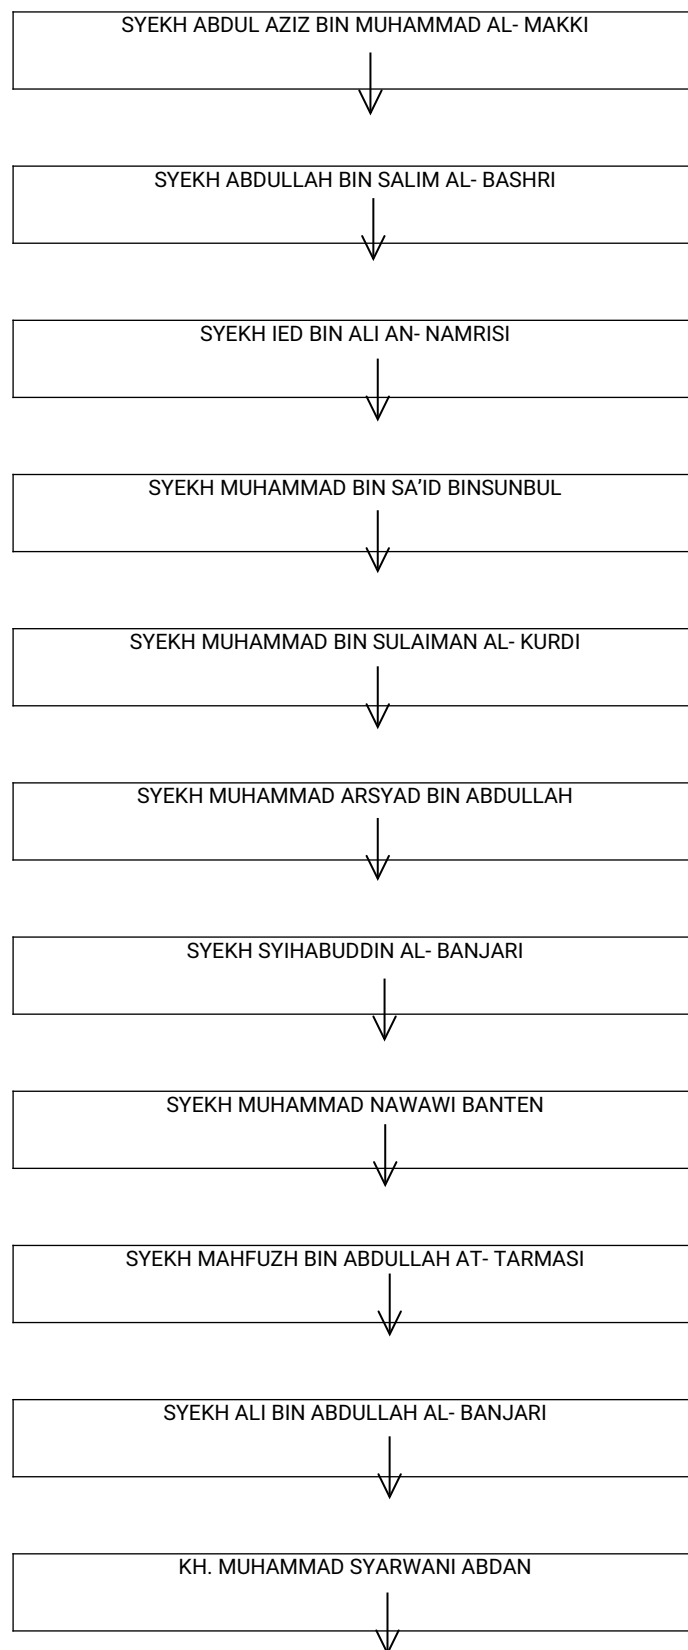 SYEKH ABDUL AZIZ BIN MUHAMMAD AL- MAKKI
SYEKH ABDULLAH BIN SALIM AL- BASHRI
SYEKH IED BIN ALI AN- NAMRISI
SYEKH MUHAMMAD BIN SA’ID BINSUNBUL
SYEKH MUHAMMAD BIN SULAIMAN AL- KURDI
SYEKH MUHAMMAD ARSYAD BIN ABDULLAH
SYEKH SYIHABUDDIN AL- BANJARI
SYEKH MUHAMMAD NAWAWI BANTEN
SYEKH MAHFUZH BIN ABDULLAH AT- TARMASI
SYEKH ALI BIN ABDULLAH AL- BANJARI
KH. MUHAMMAD SYARWANI ABDAN